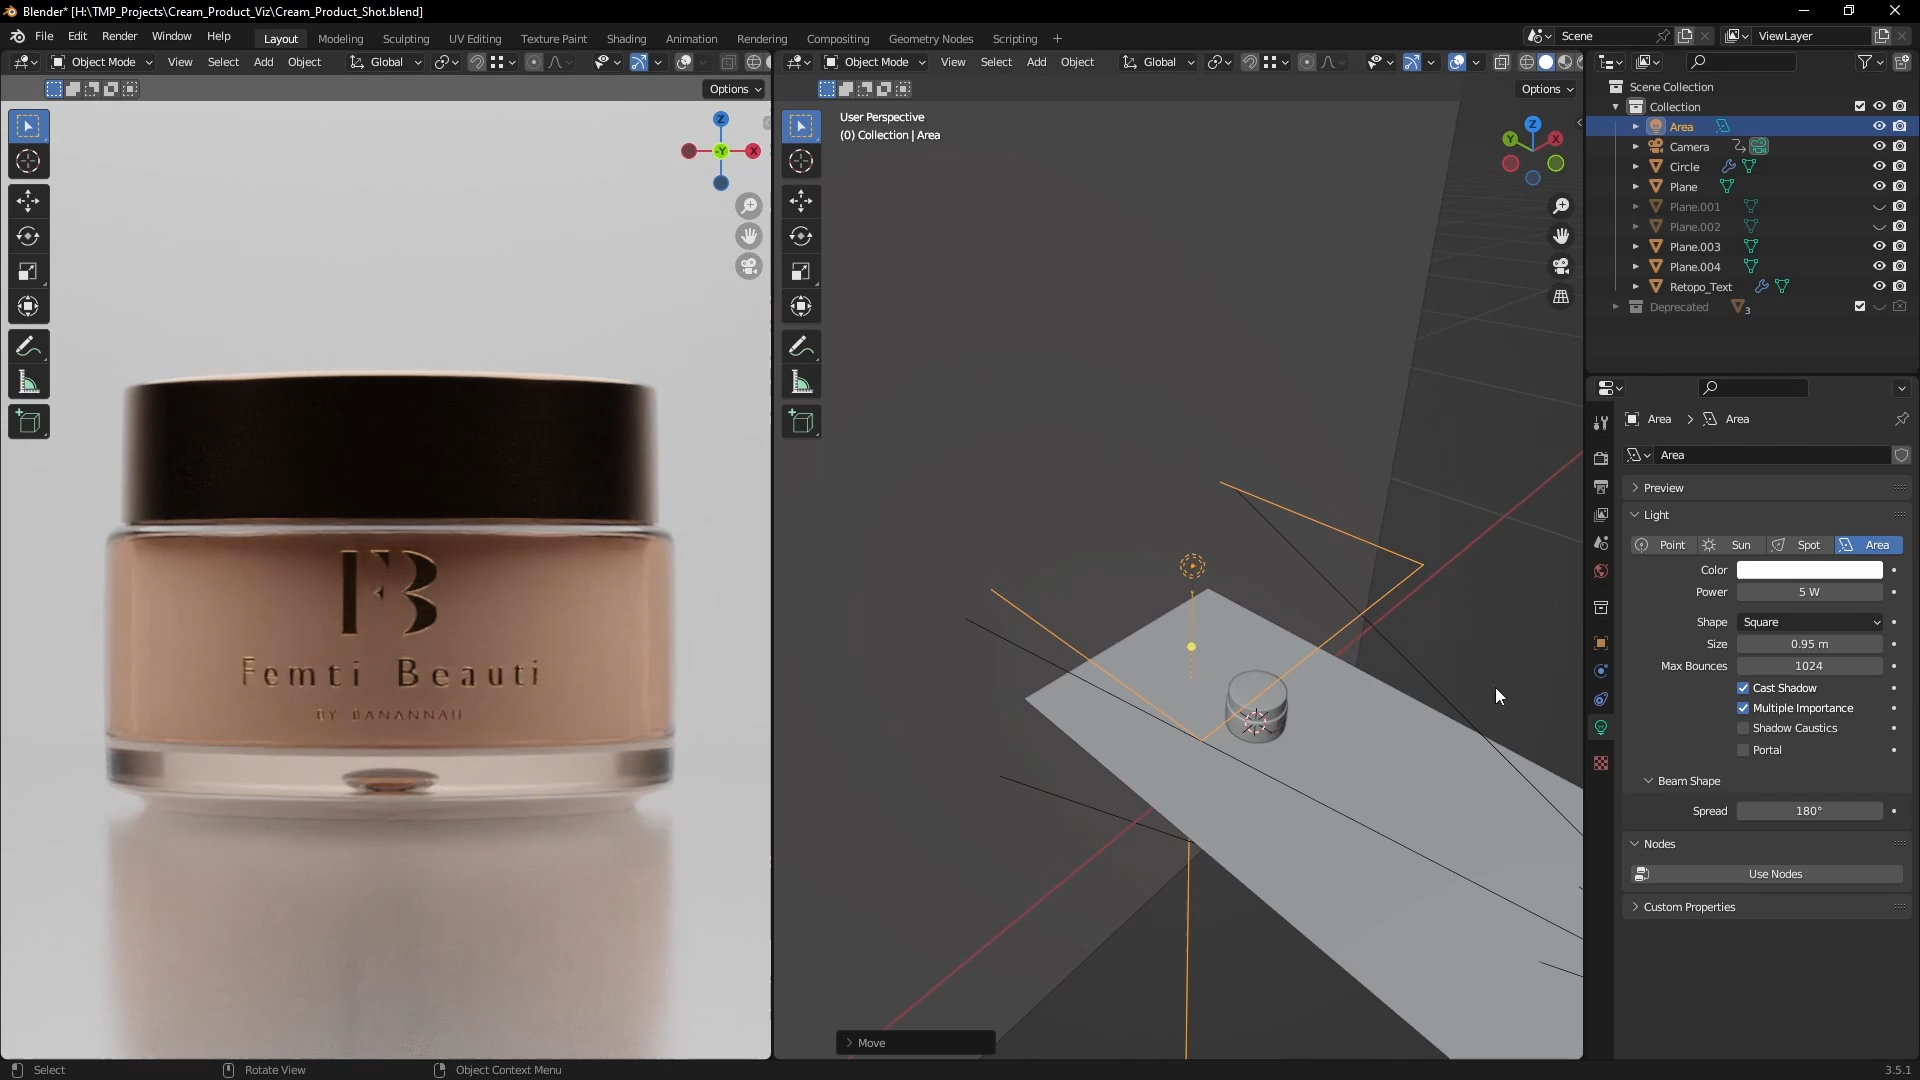 Blender* [H:\TMP_Projects\Cream_Product_Viz\Cream_Product_Shot.blend]
File Edit Render Window Help Layout Modeling Sculpting UV Editing Texture Paint Shading Animation Rendering Compositing Geometry Nodes Scripting + Scene ViewLayer
Object Mode View Select Add Object Global
Object Mode View Select Add Object Global
Options
Options
Z
-Y X
FB
Femti Beauti
BY BANANNAH
User Perspective
(0) Collection | Area
Z
Y X
Move
Scene Collection
Collection
Area
Camera
Circle
Plane
Plane.001
Plane.002
Plane.003
Plane.004
Retopo_Text
Deprecated 3
Area > Area
Area
Preview
Light
Point Sun Spot Area
Color
Power 5 W
Shape Square
Size 0.95 m
Max Bounces 1024
Cast Shadow
Multiple Importance
Shadow Caustics
Portal
Beam Shape
Spread 180°
Nodes
Use Nodes
Custom Properties
Select Rotate View Object Context Menu 3.5.1